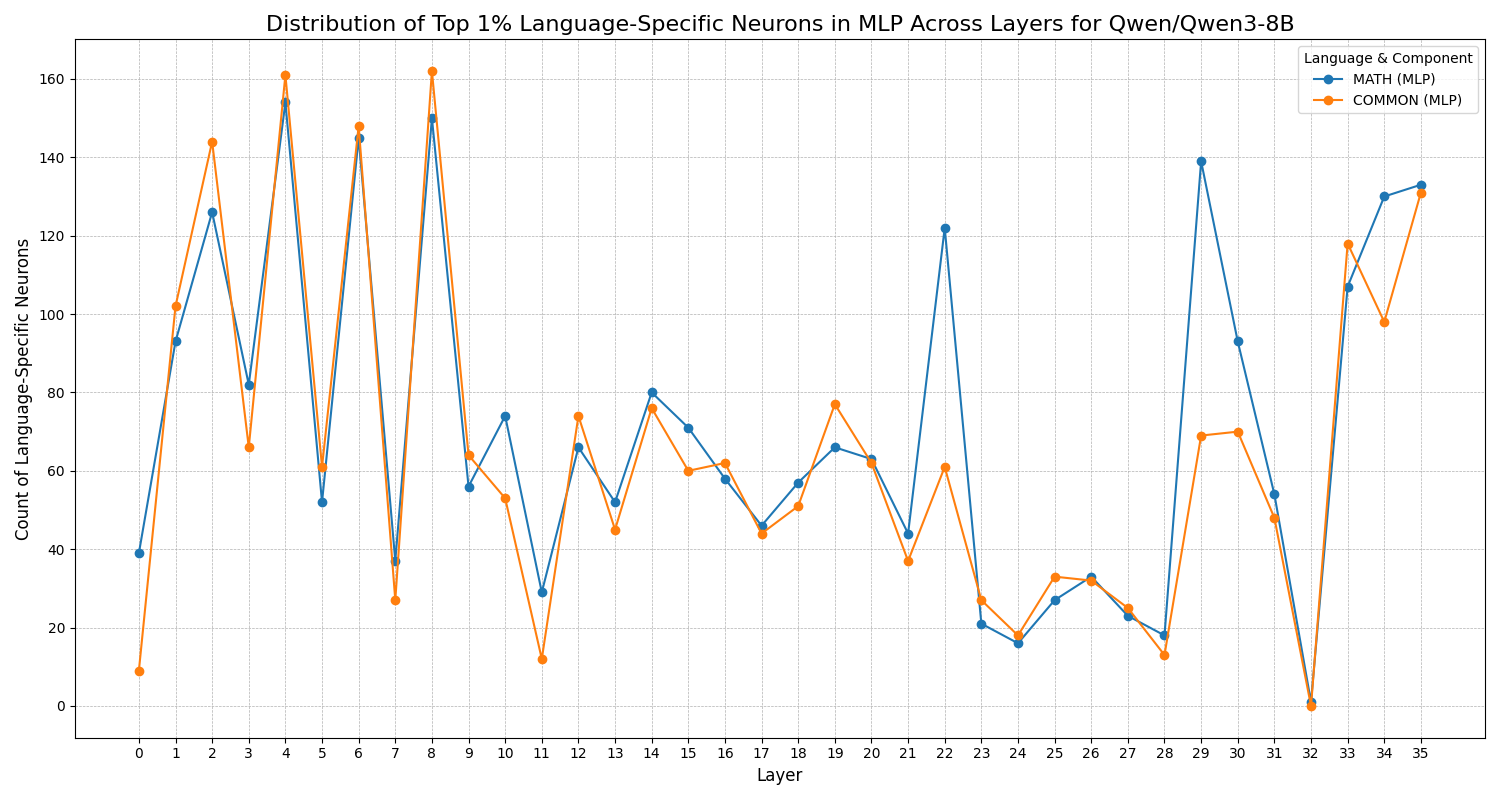 Distribution of Top 1% Language-Specific Neurons in MLP Across Layers for Qwen/Qwen3-8B
Language & Component
MATH (MLP)
COMMON (MLP)
Count of Language-Specific Neurons
160
140
120
100
80
60
40
20
0
0 1 2 3 4 5 6 7 8 9 10 11 12 13 14 15 16 17 18 19 20 21 22 23 24 25 26 27 28 29 30 31 32 33 34 35
Layer